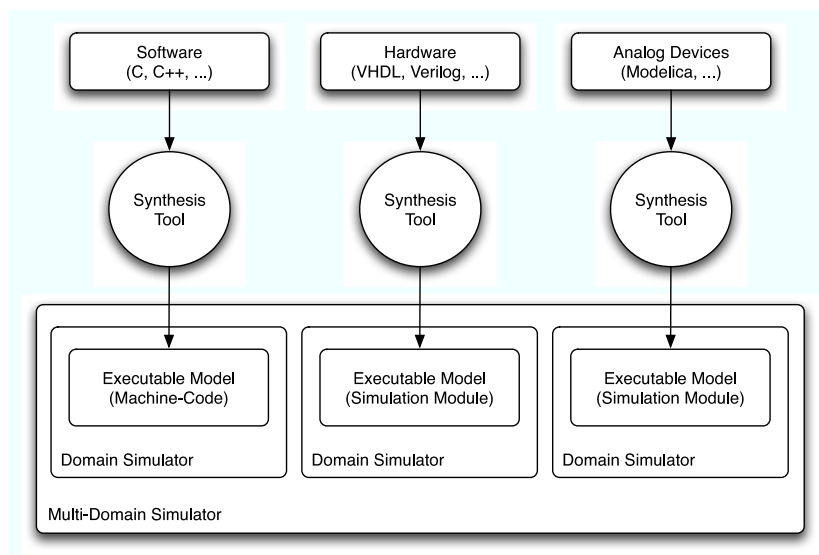 Software
(C, C++, ...)
Hardware
(VHDL, Verilog, ...)
Analog Devices
(Modelica, ...)
Synthesis
Tool
Synthesis
Tool
Synthesis
Tool
Executable Model
(Machine-Code)
Executable Model
(Simulation Module)
Executable Model
(Simulation Module)
Domain Simulator
Domain Simulator
Domain Simulator
Multi-Domain Simulator